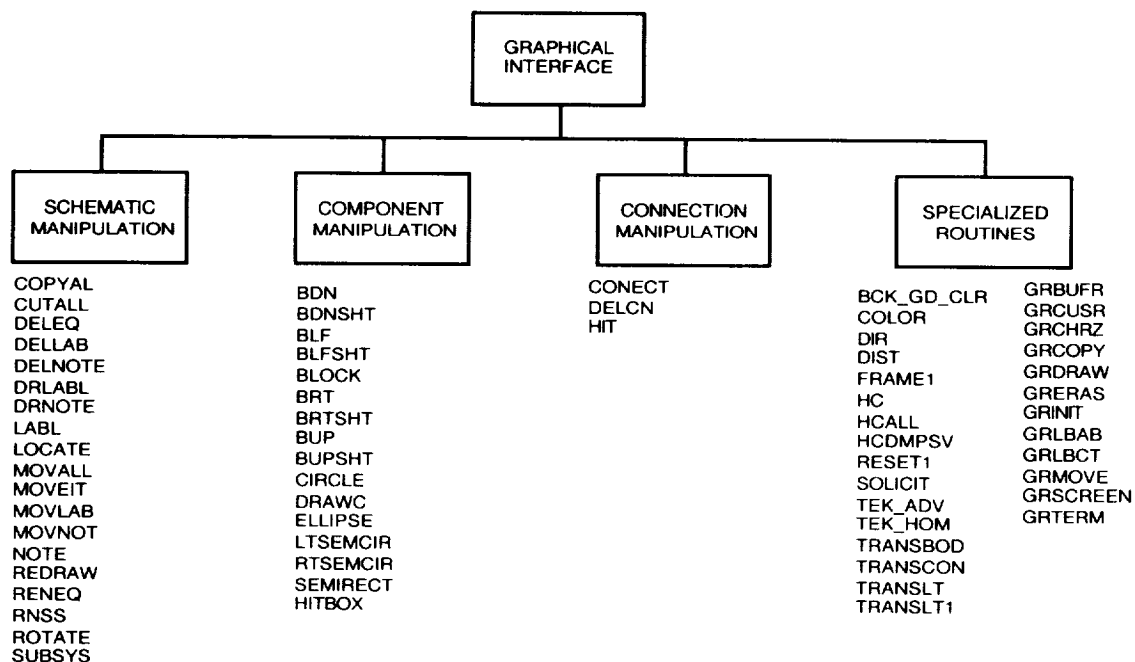 GRAPHICAL
INTERFACE
SCHEMATIC
MANIPULATION
COPYAL
CUTALL
DELEQ
DELLAB
DELNOTE
DRLABL
DRNOTE
LABL
LOCATE
MOVALL
MOVEIT
MOVLAB
MOVNOT
NOTE
REDRAW
RENEQ
RNSS
ROTATE
SUBSYS
COMPONENT
MANIPULATION
BDN
BDNSHT
BLF
BLFSHT
BLOCK
BRT
BRTSHT
BUP
BUPSHT
CIRCLE
DRAWC
ELLIPSE
LTSEMCIR
RTSEMCIR
SEMIRECT
HITBOX
CONNECTION
MANIPULATION
CONECT
DELCN
HIT
SPECIALIZED
ROUTINES
BCK_GD_CLR
COLOR
DIR
DIST
FRAME1
HC
HCALL
HCDMPSV
RESET1
SOLICIT
TEK_ADV
TEK_HOM
TRANSBOD
TRANSCON
TRANSLT
TRANSLT1
GRBUFR
GRCUSR
GRCHRZ
GRCOPY
GRDRAW
GRERAS
GRINIT
GRLBAB
GRLBCT
GRMOVE
GRSCREEN
GRTERM